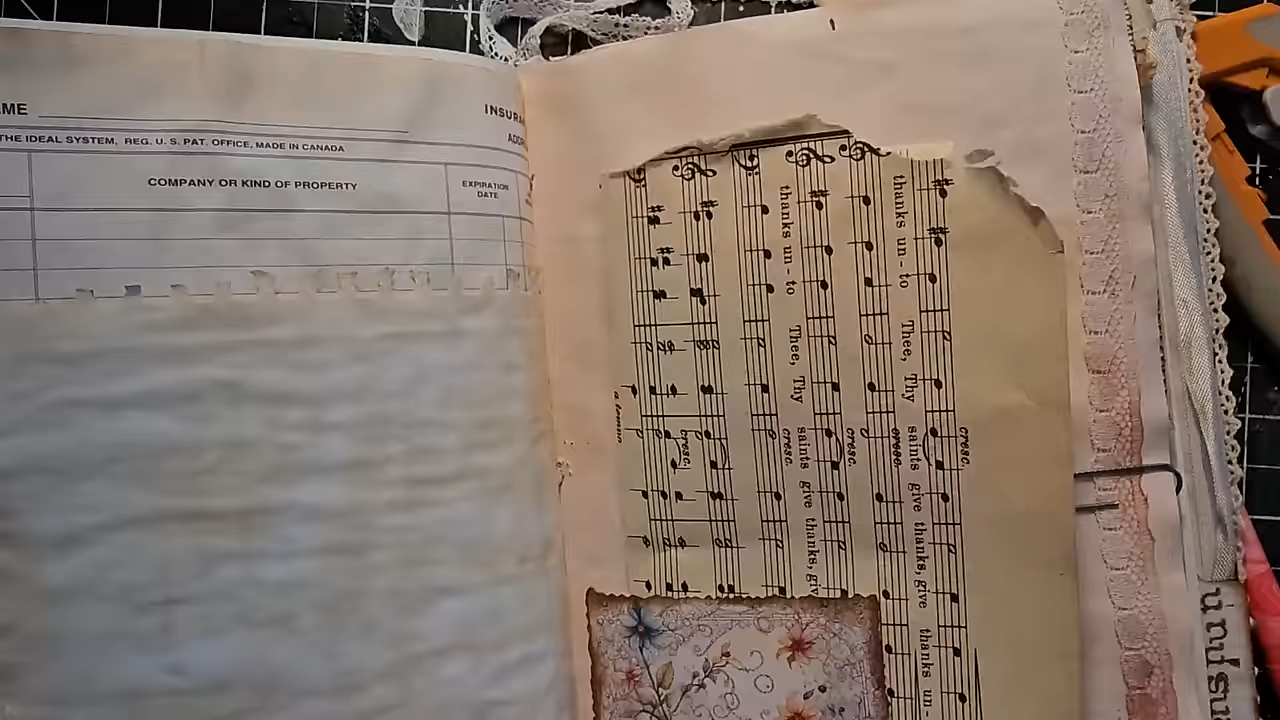 ME
INSURA
THE IDEAL SYSTEM, REG. U. S. PAT. OFFICE, MADE IN CANADA
ADD
COMPANY OR KIND OF PROPERTY
EXPIRATION
DATE
cresc.
thanks un - to Thee, Thy saints give thanks, give thanks un -
cresc.
cresc.
thanks un - to Thee, Thy saints give thanks, giv
cresc.
cresc.
a tempo